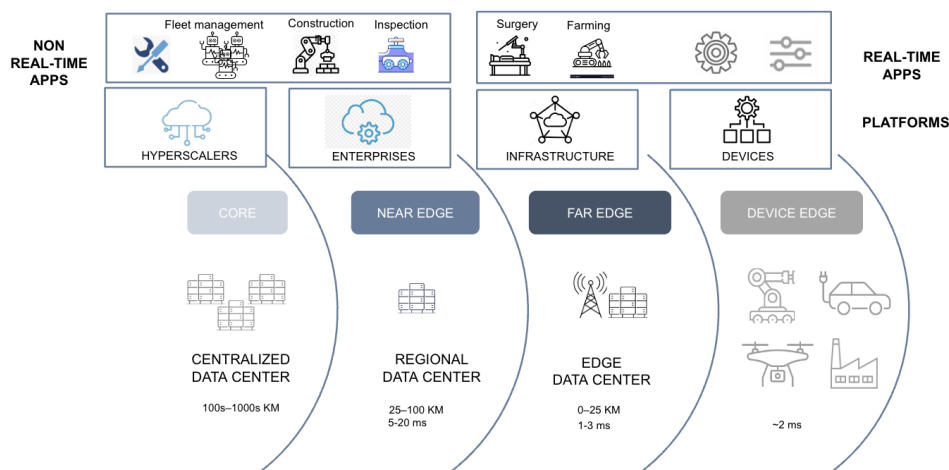 NON
REAL-TIME
APPS
Fleet management
Construction
Inspection
Surgery
Farming
REAL-TIME
APPS
HYPERSCALERS
ENTERPRISES
INFRASTRUCTURE
DEVICES
PLATFORMS
CORE
NEAR EDGE
FAR EDGE
DEVICE EDGE
CENTRALIZED
DATA CENTER
100s–1000s KM
REGIONAL
DATA CENTER
25–100 KM
5-20 ms
EDGE
DATA CENTER
0–25 KM
1-3 ms
~2 ms